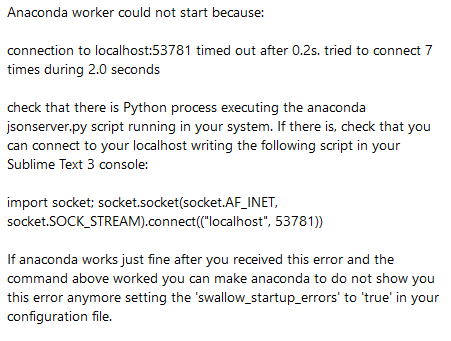 Anaconda worker could not start because:
connection to localhost:53781 timed out after 0.2s. tried to connect 7
times during 2.0 seconds
check that there is Python process executing the anaconda
jsonserver.py script running in your system. If there is, check that you
can connect to your localhost writing the following script in your
Sublime Text 3 console:
import socket; socket.socket(socket.AF_INET,
socket.SOCK_STREAM).connect(("localhost", 53781))
If anaconda works just fine after you received this error and the
command above worked you can make anaconda to do not show you
this error anymore setting the 'swallow_startup_errors' to 'true' in your
configuration file.